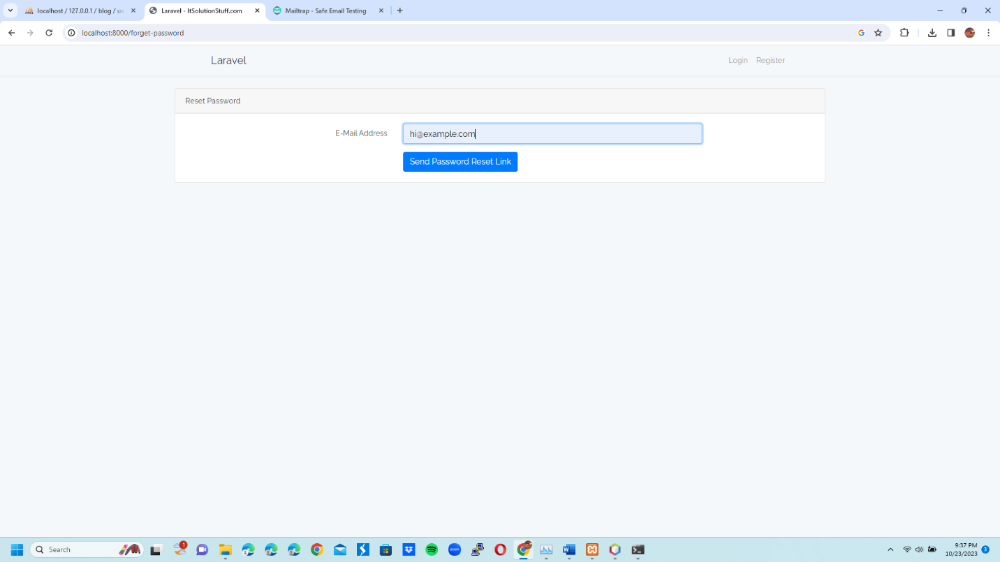 localhost / 127.0.0.1 / blog / us
Laravel - ItSolutionStuff.com
Mailtrap - Safe Email Testing
localhost:8000/forget-password
Laravel
Login
Register
Reset Password
E-Mail Address
hi@example.com
Send Password Reset Link
Search
1
zoom
9:37 PM
10/23/2023
3